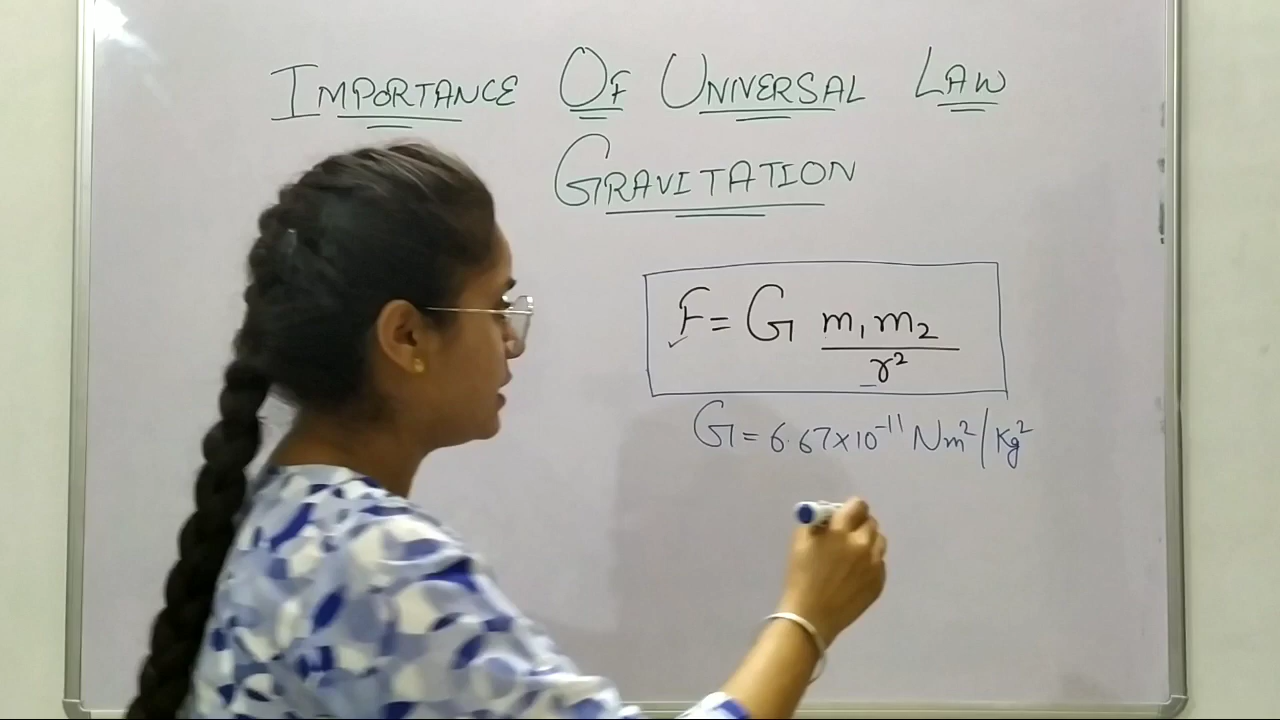 IMPORTANCE OF UNIVERSAL LAW
GRAVITATION
F = G m₁m₂ / r²
G = 6.67×10⁻¹¹ Nm²/Kg²